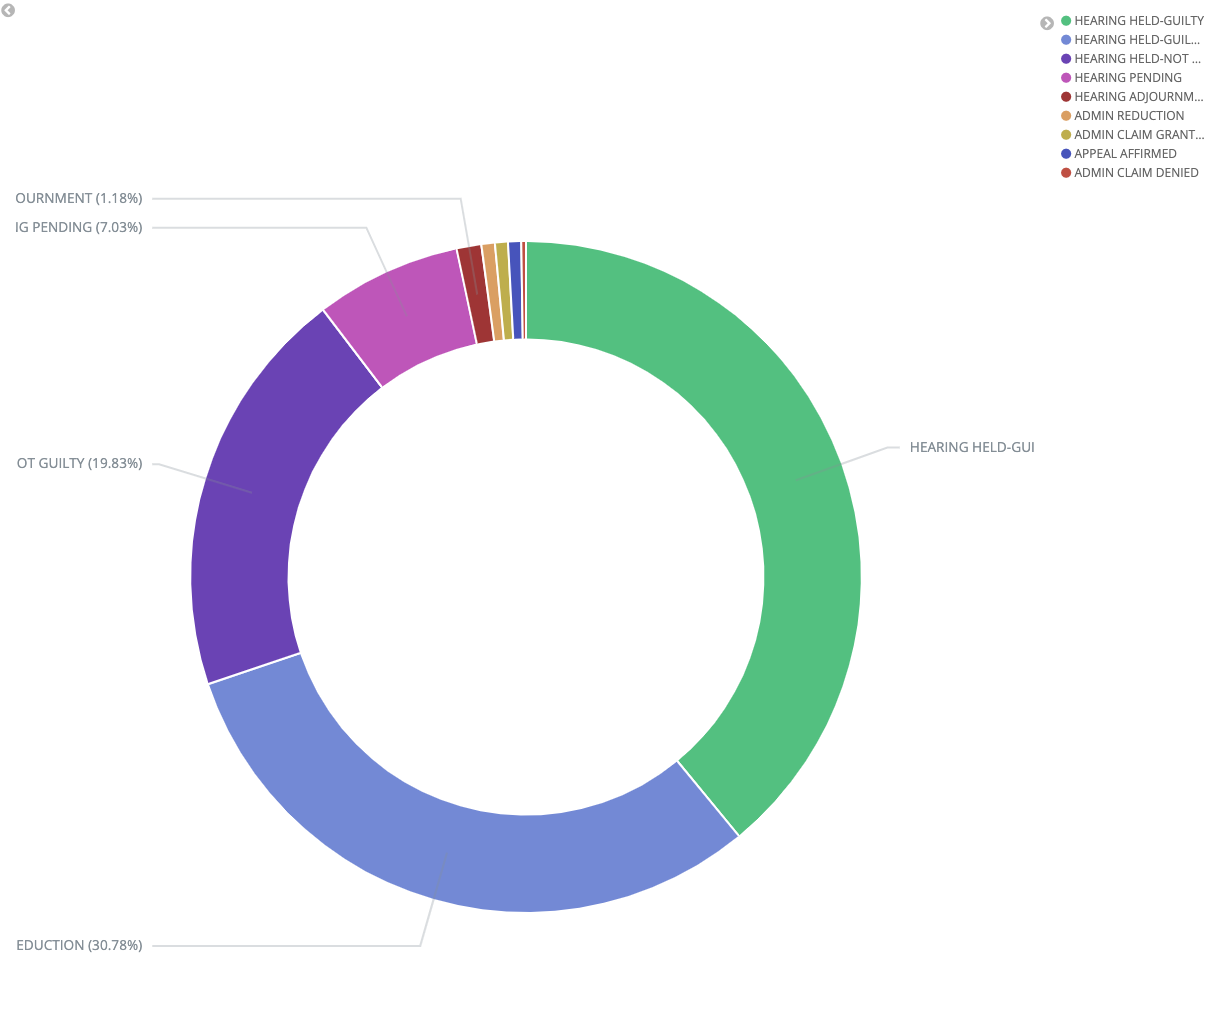 HEARING HELD-GUILTY
HEARING HELD-GUIL...
HEARING HELD-NOT ...
HEARING PENDING
HEARING ADJOURNM...
ADMIN REDUCTION
ADMIN CLAIM GRANT...
APPEAL AFFIRMED
ADMIN CLAIM DENIED
OURNMENT (1.18%)
IG PENDING (7.03%)
HEARING HELD-GUI
OT GUILTY (19.83%)
EDUCTION (30.78%)